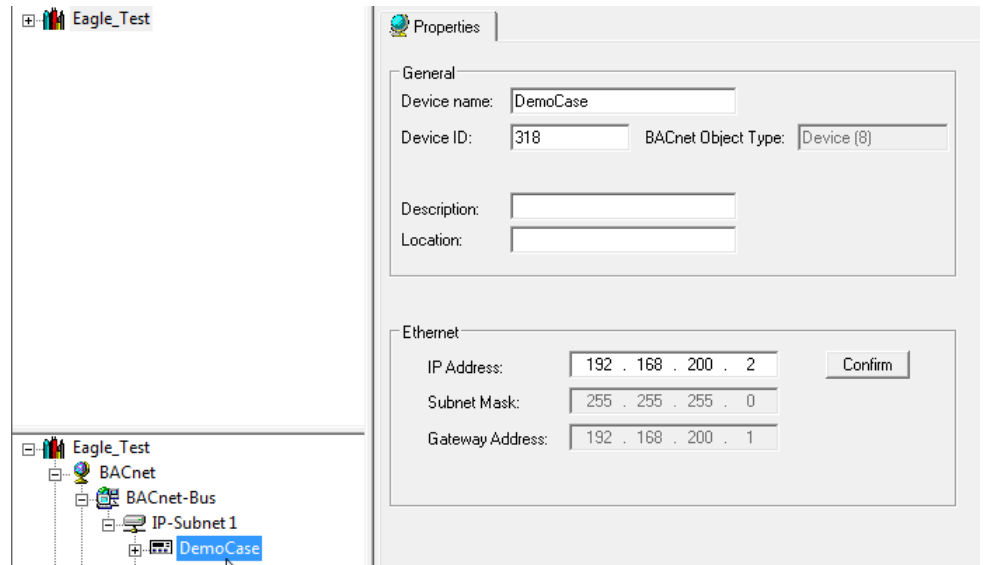 Eagle_Test
Properties
General
Device name: DemoCase
Device ID: 318 BACnet Object Type: Device (8)
Description:
Location:
Ethernet
IP Address: 192 . 168 . 200 . 2 Confirm
Subnet Mask: 255 . 255 . 255 . 0
Gateway Address: 192 . 168 . 200 . 1
Eagle_Test
BACnet
BACnet-Bus
IP-Subnet 1
DemoCase